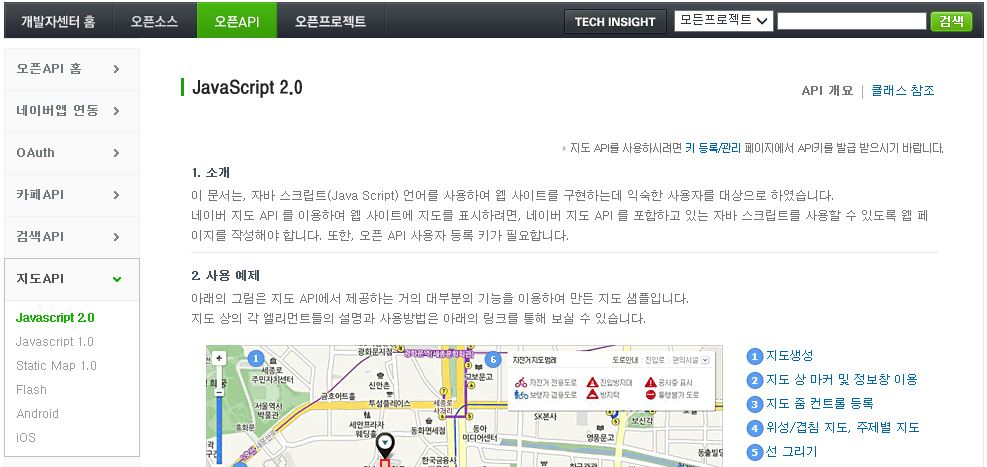 개발자센터 홈 오픈소스 오픈API 오픈프로젝트 TECH INSIGHT 모든프로젝트 검색
오픈API 홈
네이버앱 연동
OAuth
카페API
검색API
지도API
Javascript 2.0
Javascript 1.0
Static Map 1.0
Flash
Android
iOS
JavaScript 2.0
API 개요 | 클래스 참조
지도 API를 사용하시려면 키 등록/관리 페이지에서 API키를 발급 받으시기 바랍니다.
1. 소개
이 문서는, 자바 스크립트(Java Script) 언어를 사용하여 웹 사이트를 구현하는데 익숙한 사용자를 대상으로 하였습니다.
네이버 지도 API 를 이용하여 웹 사이트에 지도를 표시하려면, 네이버 지도 API 를 포함하고 있는 자바 스크립트를 사용할 수 있도록 웹 페
이지를 작성해야 합니다. 또한, 오픈 API 사용자 등록 키가 필요합니다.
2. 사용 예제
아래의 그림은 지도 API에서 제공하는 거의 대부분의 기능을 이용하여 만든 지도 샘플입니다.
지도 상의 각 엘리먼트들의 설명과 사용방법은 아래의 링크를 통해 보실 수 있습니다.
1
세종로
주민자치센터
광화문지점
광화문역(세종문화회관)
6
교보문고
자전거지도범례 도로안내 : 진입로 : 편의시설
자전거 전용도로 진입방지대 공사중 표시
보행자 겸용도로 방지턱 통행불가 도로
신안촌
금호아트홀
세종로
사거리
서울역사
박물관
투썸플레이스
세안프라자
웨딩홀
동화면세점
동아
미디어센터
SK본사
보신각
영풍문고
한국금융사
동출빌딩
1 지도생성
2 지도 상 마커 및 정보창 이용
3 지도 줌 컨트롤 등록
4 위성/겹침 지도, 주제별 지도
5 선 그리기